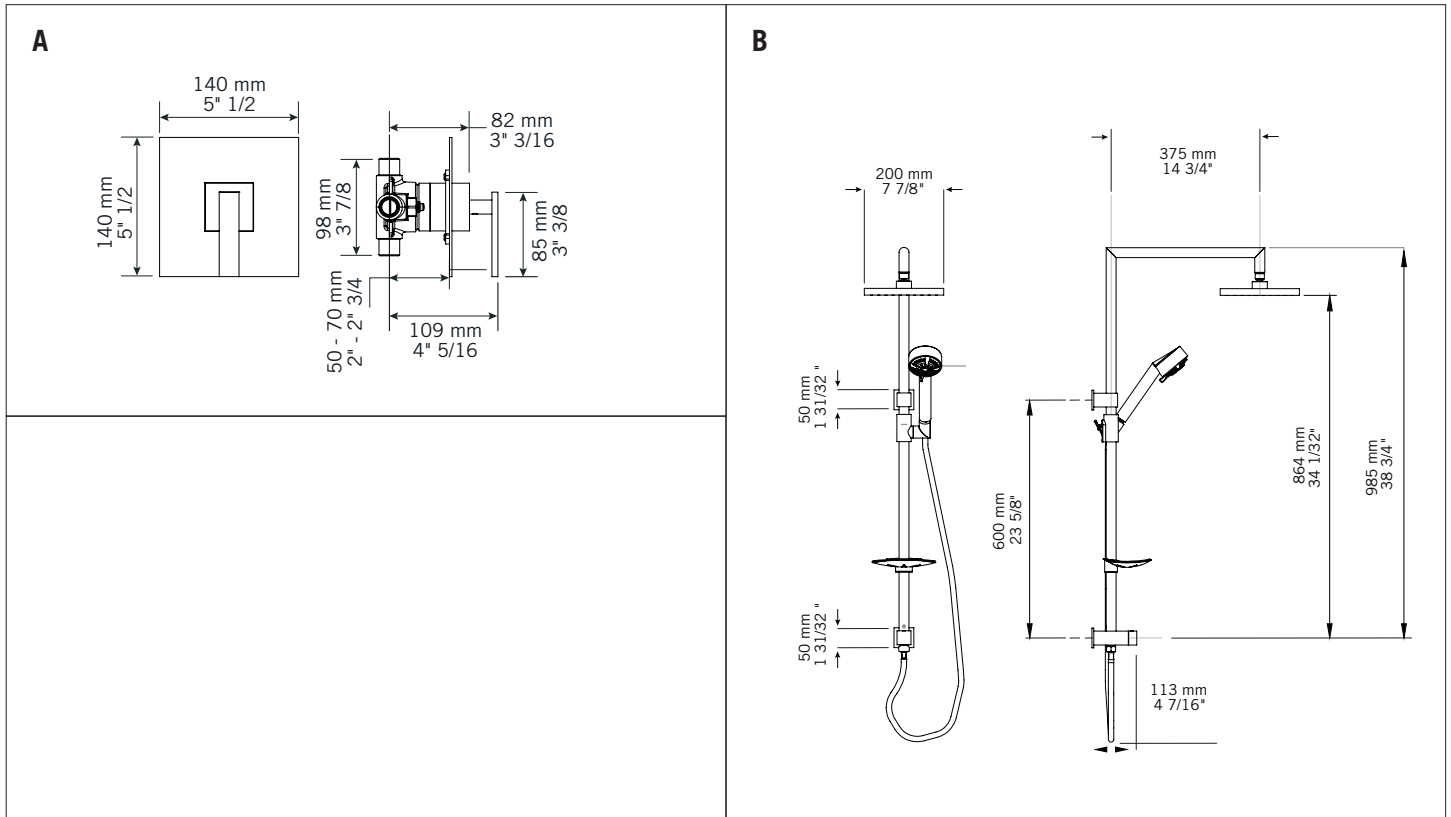 A
140 mm
5" 1/2
140 mm
5" 1/2
82 mm
3" 3/16
98 mm
3" 7/8
85 mm
3" 3/8
50 - 70 mm
2" - 2" 3/4
109 mm
4" 5/16
B
200 mm
7 7/8"
375 mm
14 3/4"
50 mm
1 31/32 "
50 mm
1 31/32 "
600 mm
23 5/8"
864 mm
34 1/32"
985 mm
38 3/4"
113 mm
4 7/16"